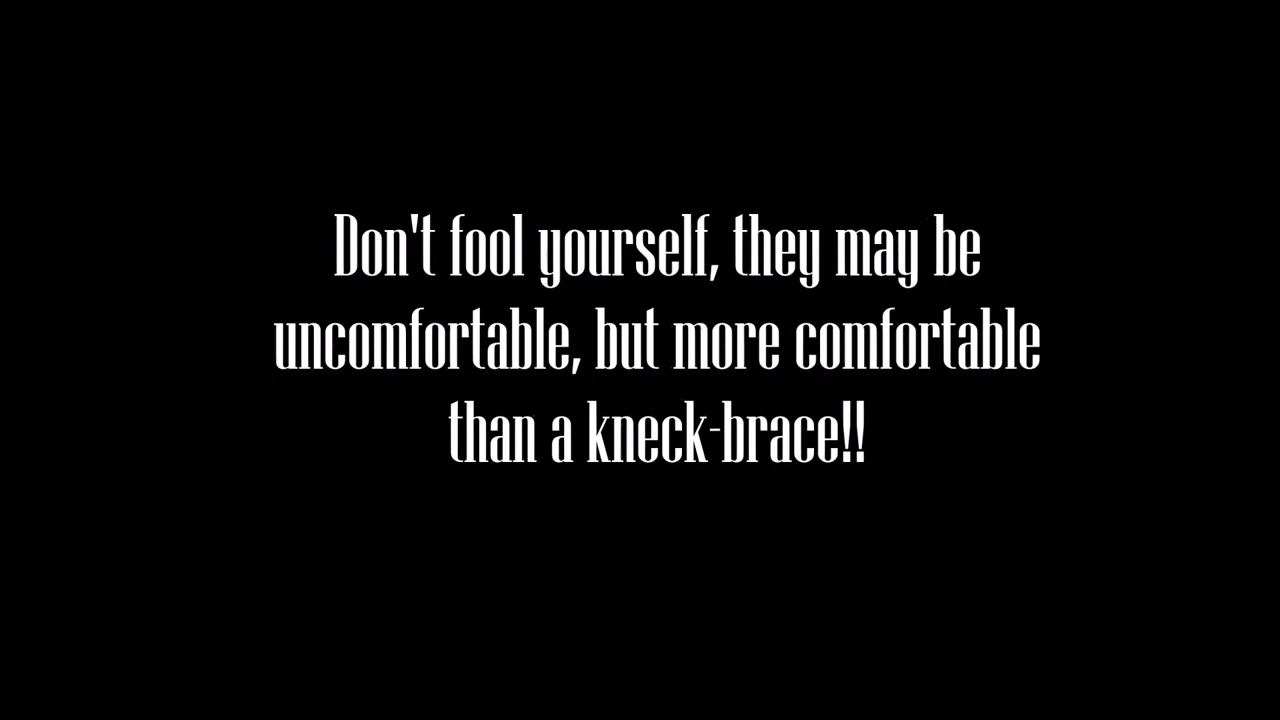 Don't fool yourself, they may be
uncomfortable, but more comfortable
than a kneck-brace!!